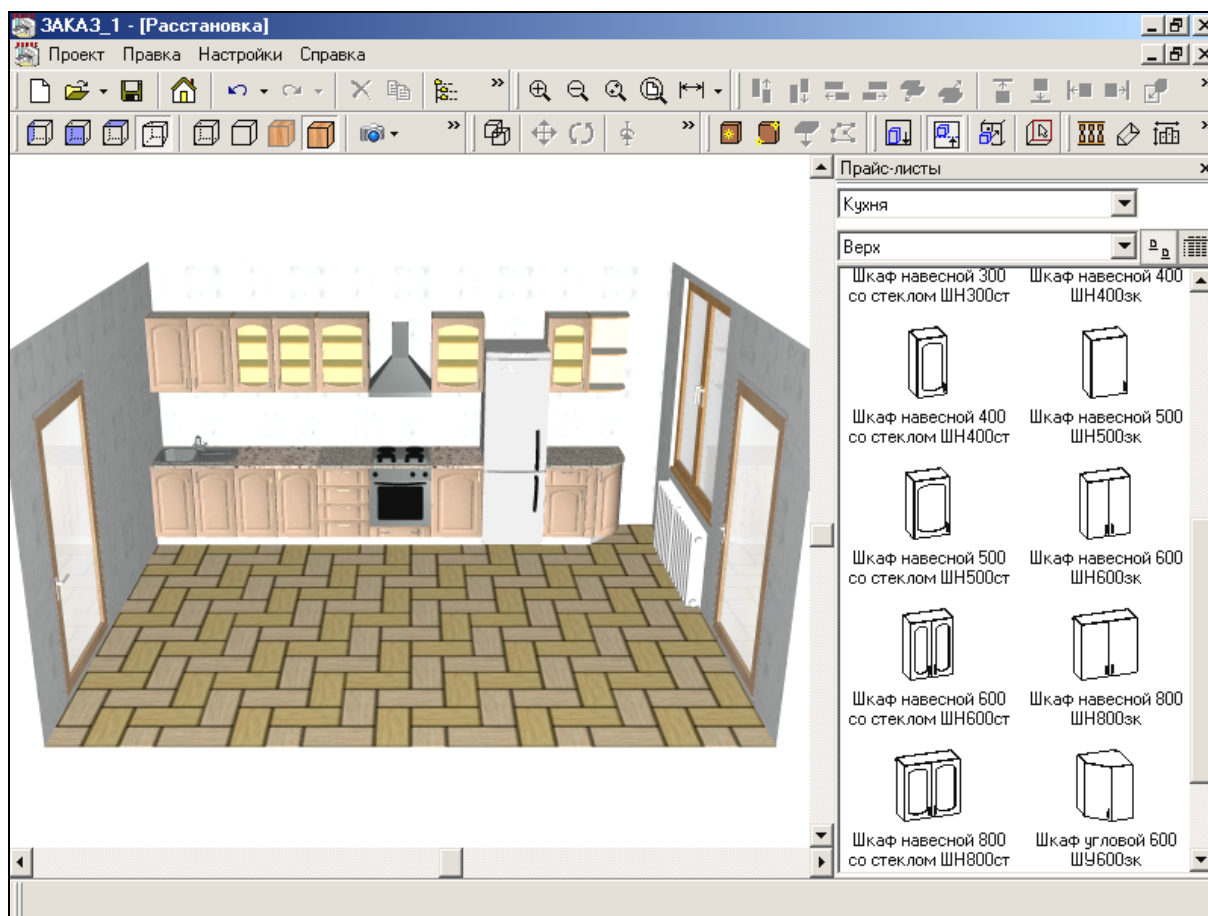 ЗАКАЗ_1 - [Расстановка]
Проект Правка Настройки Справка
Прайс-листы
Кухня
Верх
Шкаф навесной 300
со стеклом ШН300ст
Шкаф навесной 400
ШН400зк
Шкаф навесной 400
со стеклом ШН400ст
Шкаф навесной 500
ШН500зк
Шкаф навесной 500
со стеклом ШН500ст
Шкаф навесной 600
ШН600зк
Шкаф навесной 600
со стеклом ШН600ст
Шкаф навесной 800
ШН800зк
Шкаф навесной 800
со стеклом ШН800ст
Шкаф угловой 600
ШУ600зк